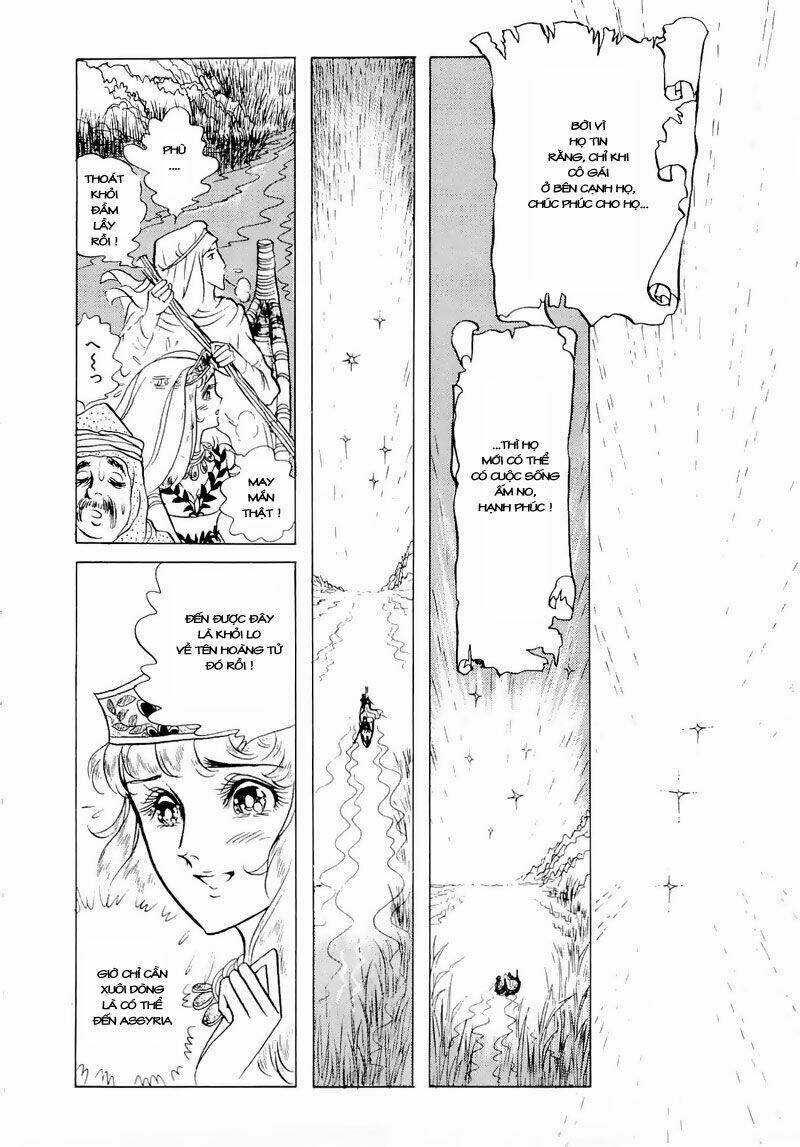 BỞI VÌ
HỌ TIN
RẰNG, CHỈ KHI
CÔ GÁI
Ở BÊN CẠNH HỌ,
CHÚC PHÚC CHO HỌ...
...THÌ HỌ
MỚI CÓ THỂ
CÓ CUỘC SỐNG
ẤM NO,
HẠNH PHÚC !
PHÙ
....
THOÁT
KHỎI
ĐẦM
LẦY
RỒI !
へ〜っ
MAY
MẮN
THẬT !
ĐẾN ĐƯỢC ĐÂY
LÀ KHỎI LO
VỀ TÊN HOÀNG TỬ
ĐÓ RỒI !
GIỜ CHỈ CẦN
XUÔI DÒNG
LÀ CÓ THỂ
ĐẾN ASSYRIA